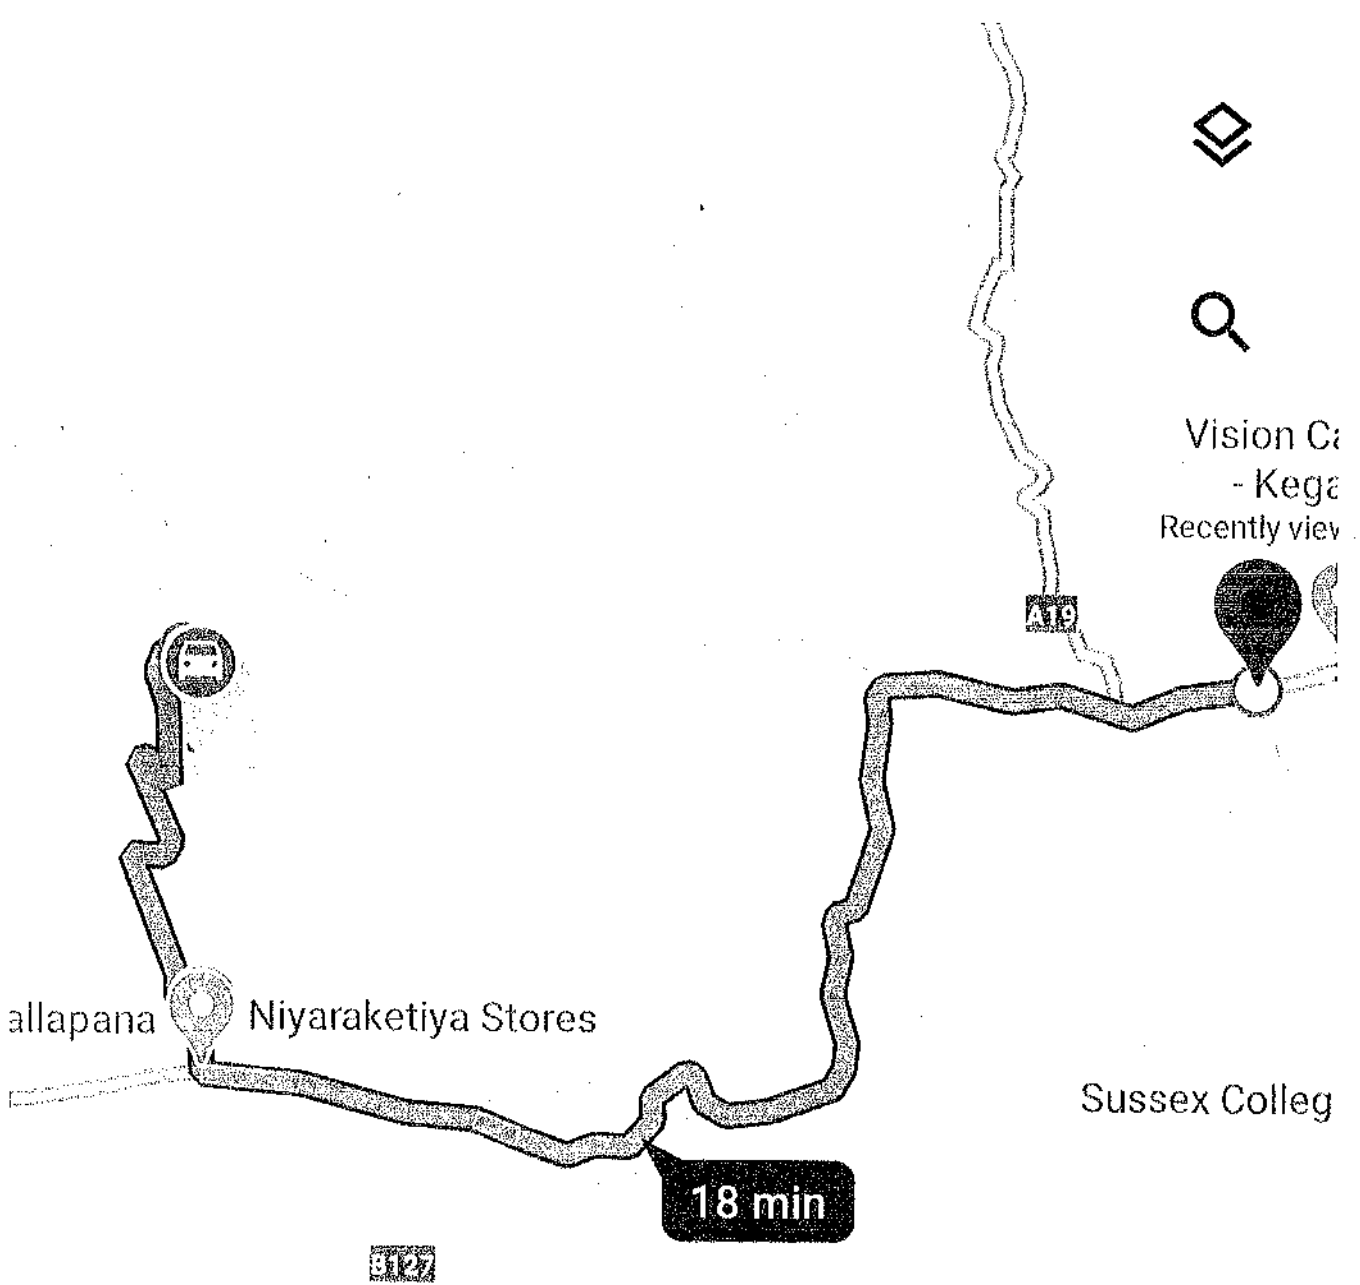 Vision Ca
- Kega
Recently view
A19
allapana
Niyaraketiya Stores
Sussex Colleg
18 min
B127